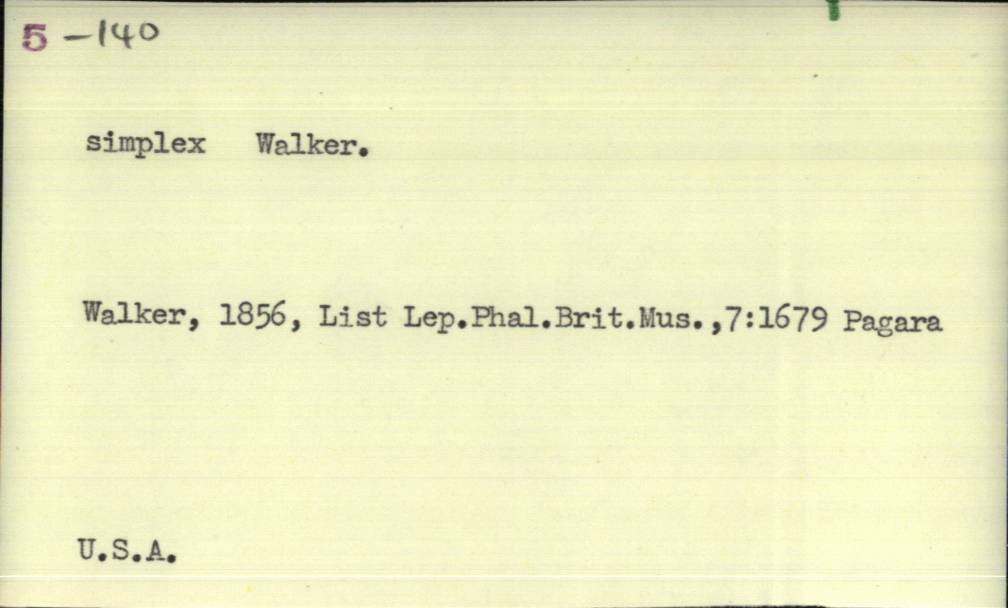 5 -140
simplex Walker.
Walker, 1856, List Lep.Phal.Brit.Mus.,7:1679 Pagara
U.S.A.